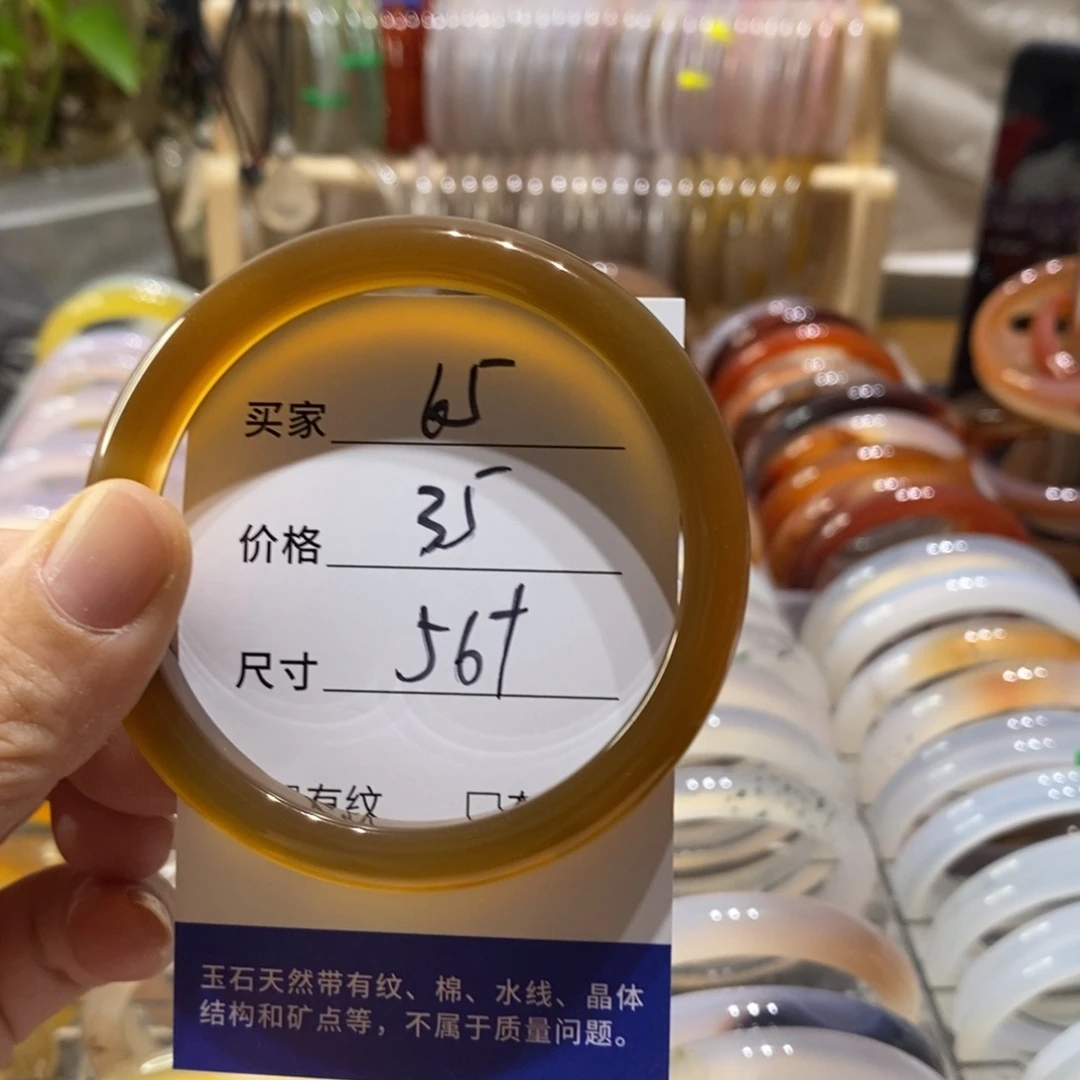 买家 65
价格 35
尺寸 56+
有纹
玉石天然带有纹、棉、水线、晶体
结构和矿点等，不属于质量问题。